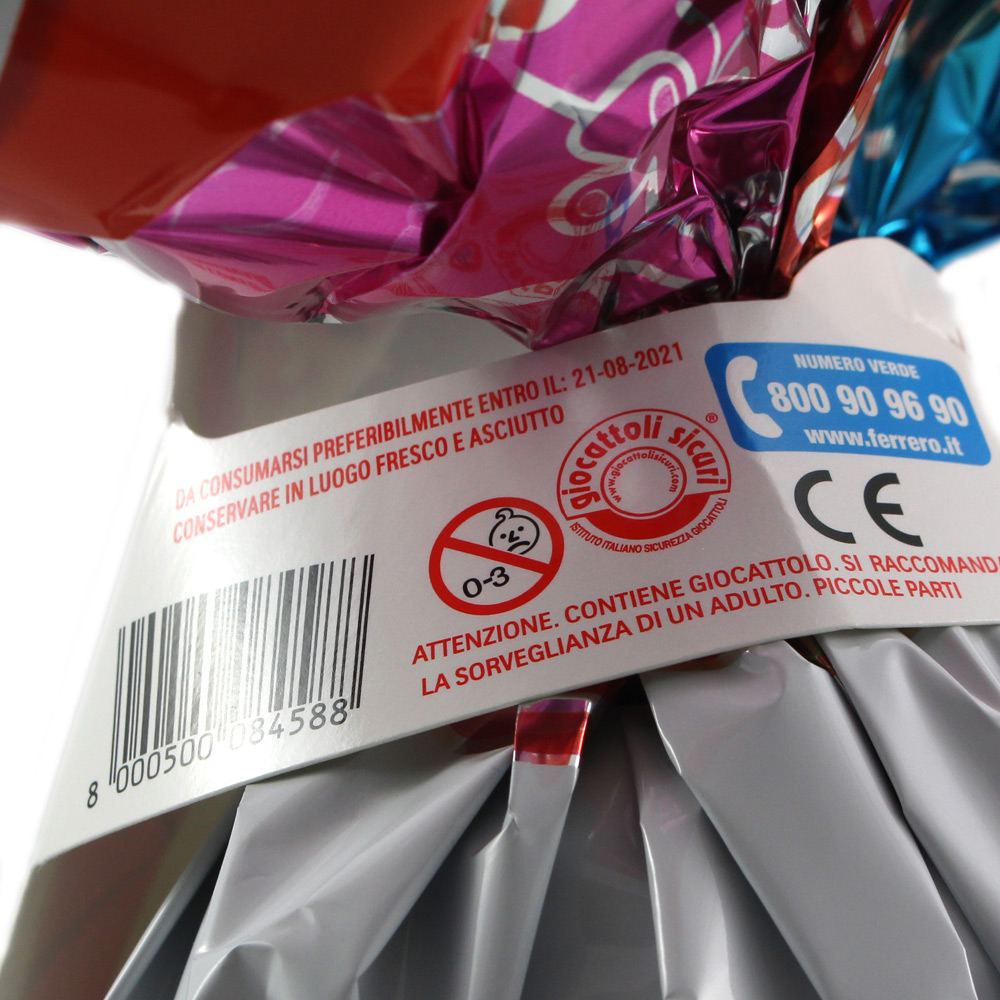 DA CONSUMARSI PREFERIBILMENTE ENTRO IL: 21-08-2021
CONSERVARE IN LUOGO FRESCO E ASCIUTTO
NUMERO VERDE
800 90 96 90
www.ferrero.it
giocattoli sicuri ®
www.giocattolisicuri.com
ISTITUTO ITALIANO SICUREZZA GIOCATTOLI
0-3
CE
ATTENZIONE. CONTIENE GIOCATTOLO. SI RACCOMANDA
LA SORVEGLIANZA DI UN ADULTO. PICCOLE PARTI
8 000500 084588